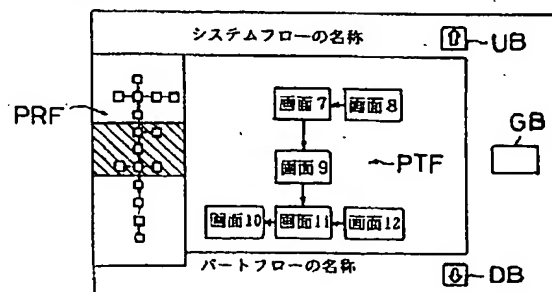 システムフローの名称
UB
画面7
画面8
GB
PRF
画面9
PTF
画面10
画面11
画面12
パートフローの名称
DB